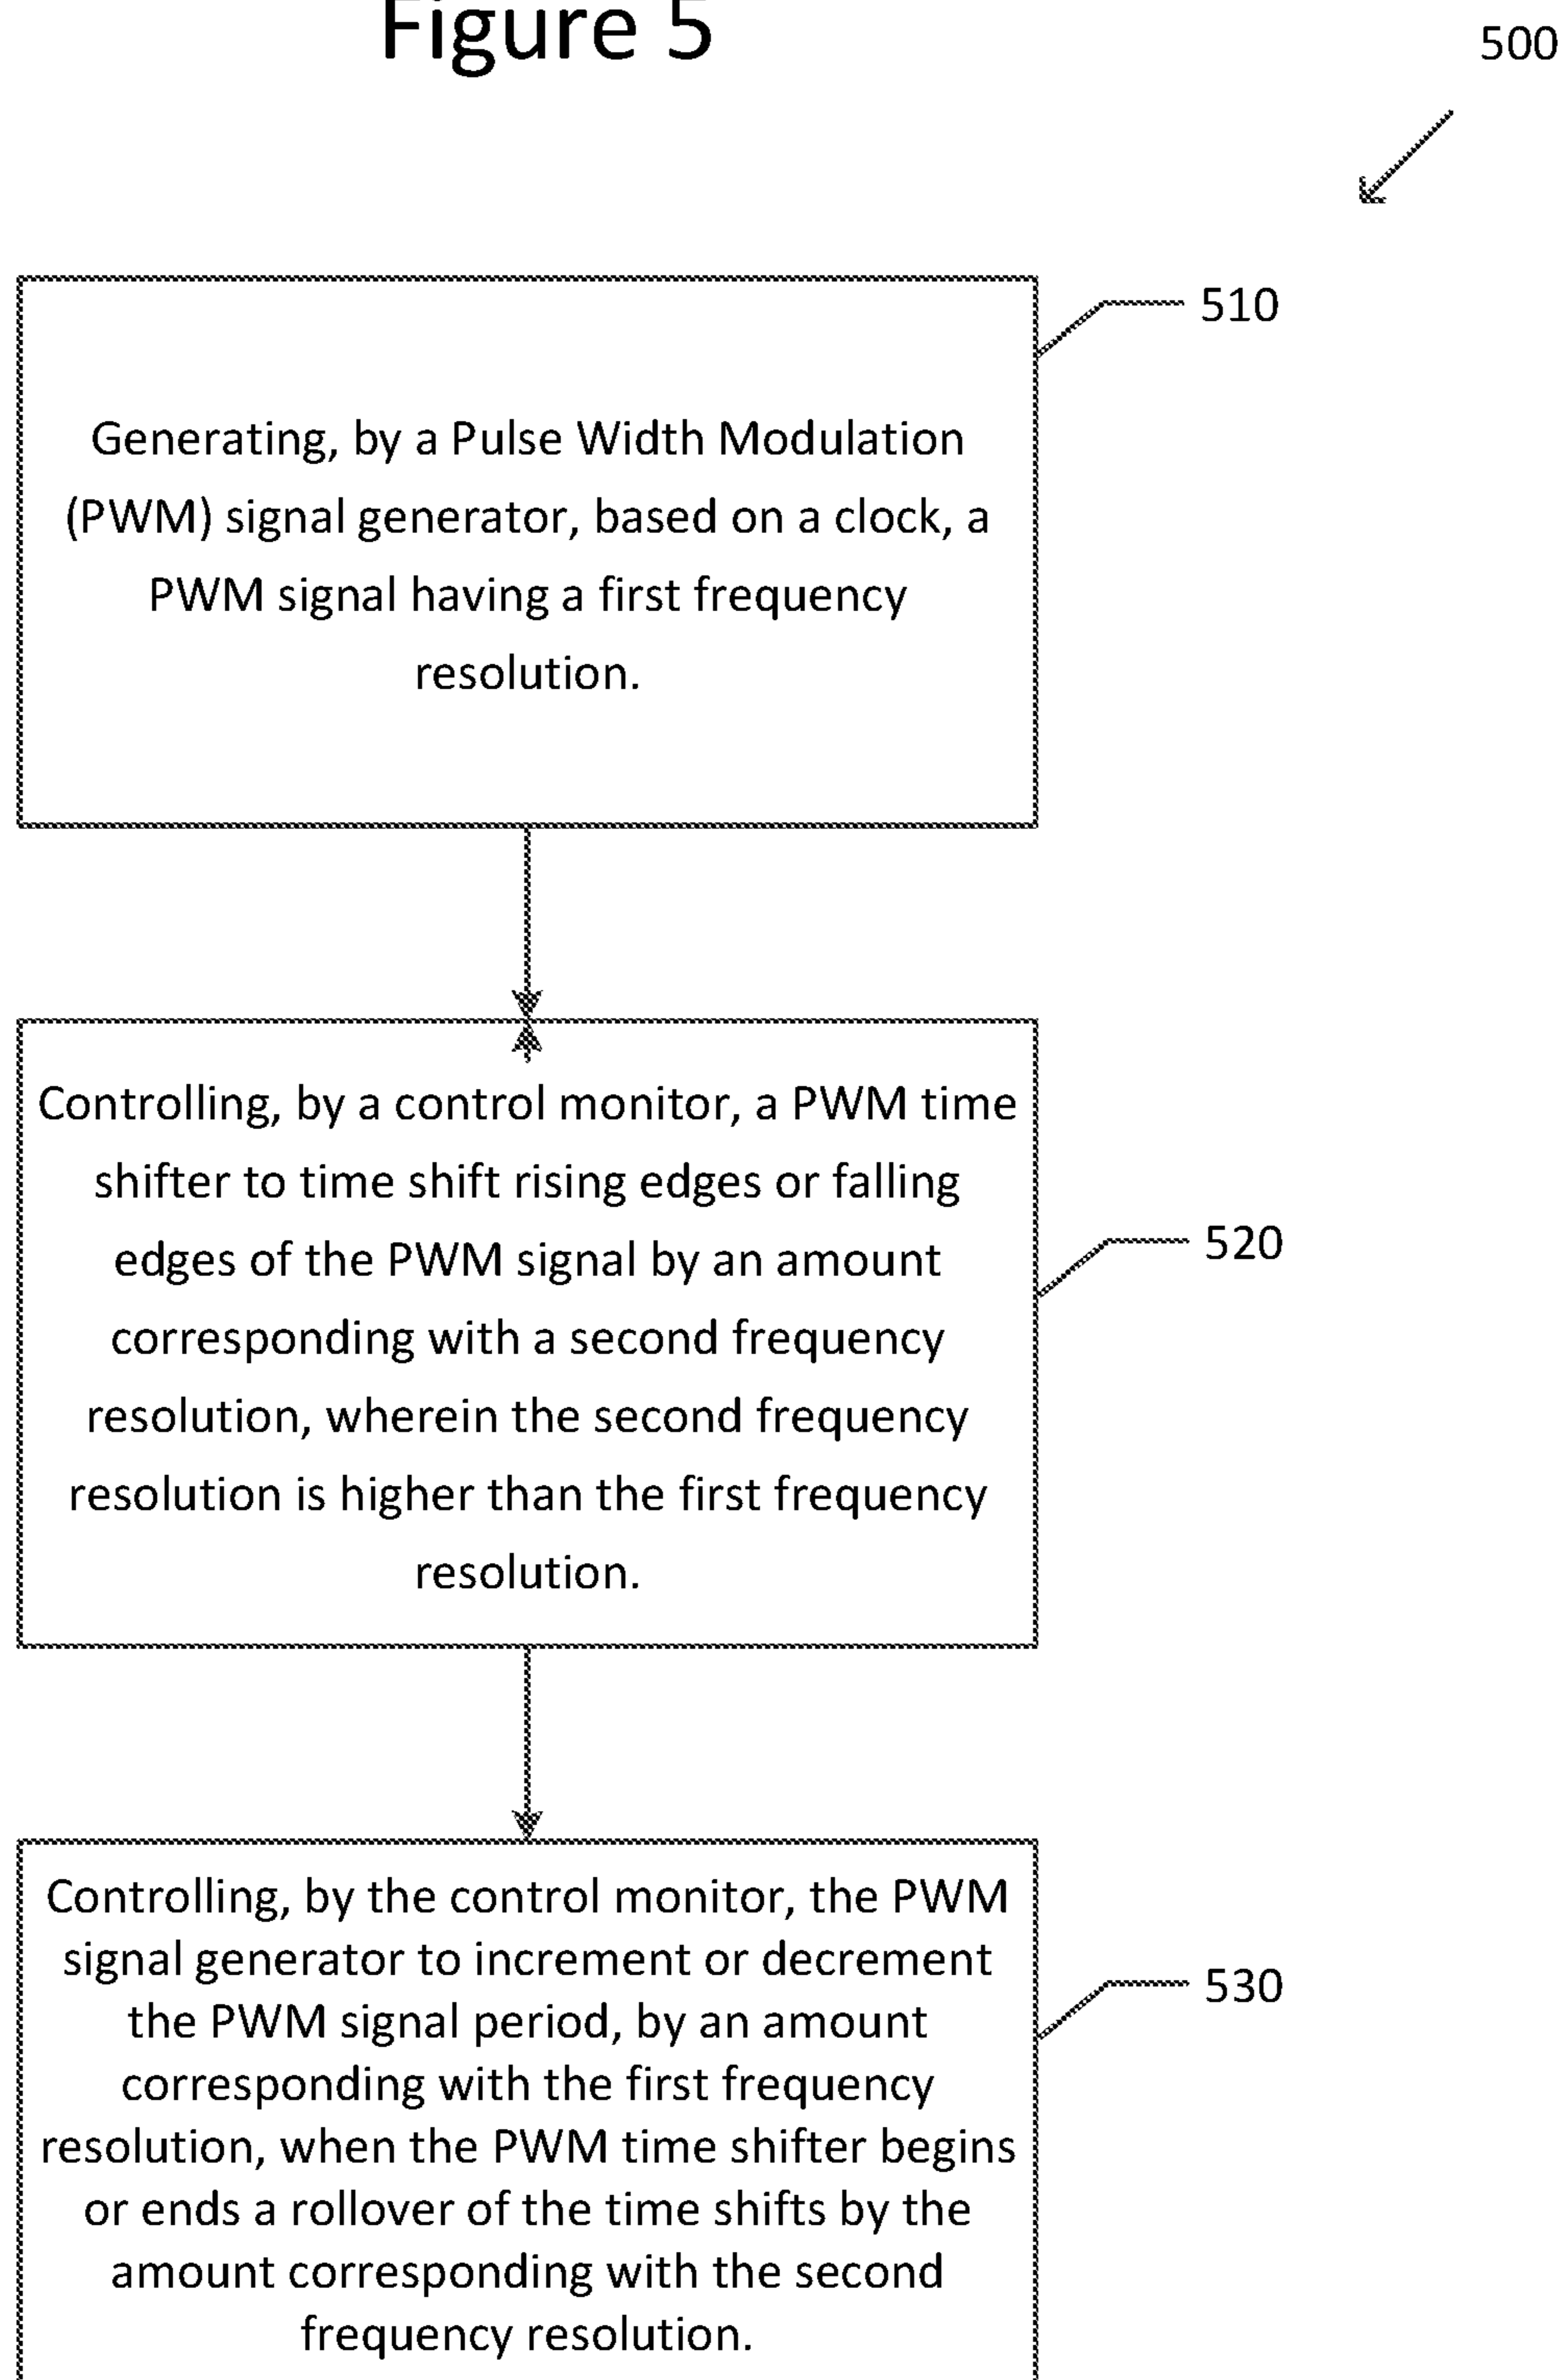 Figure 5
500
510
Generating, by a Pulse Width Modulation
(PWM) signal generator, based on a clock, a
PWM signal having a first frequency
resolution.
Controlling, by a control monitor, a PWM time
shifter to time shift rising edges or falling
edges of the PWM signal by an amount
corresponding with a second frequency
resolution, wherein the second frequency
resolution is higher than the first frequency
resolution.
520
Controlling, by the control monitor, the PWM
signal generator to increment or decrement
the PWM signal period, by an amount
corresponding with the first frequency
resolution, when the PWM time shifter begins
or ends a rollover of the time shifts by the
amount corresponding with the second
frequency resolution.
530